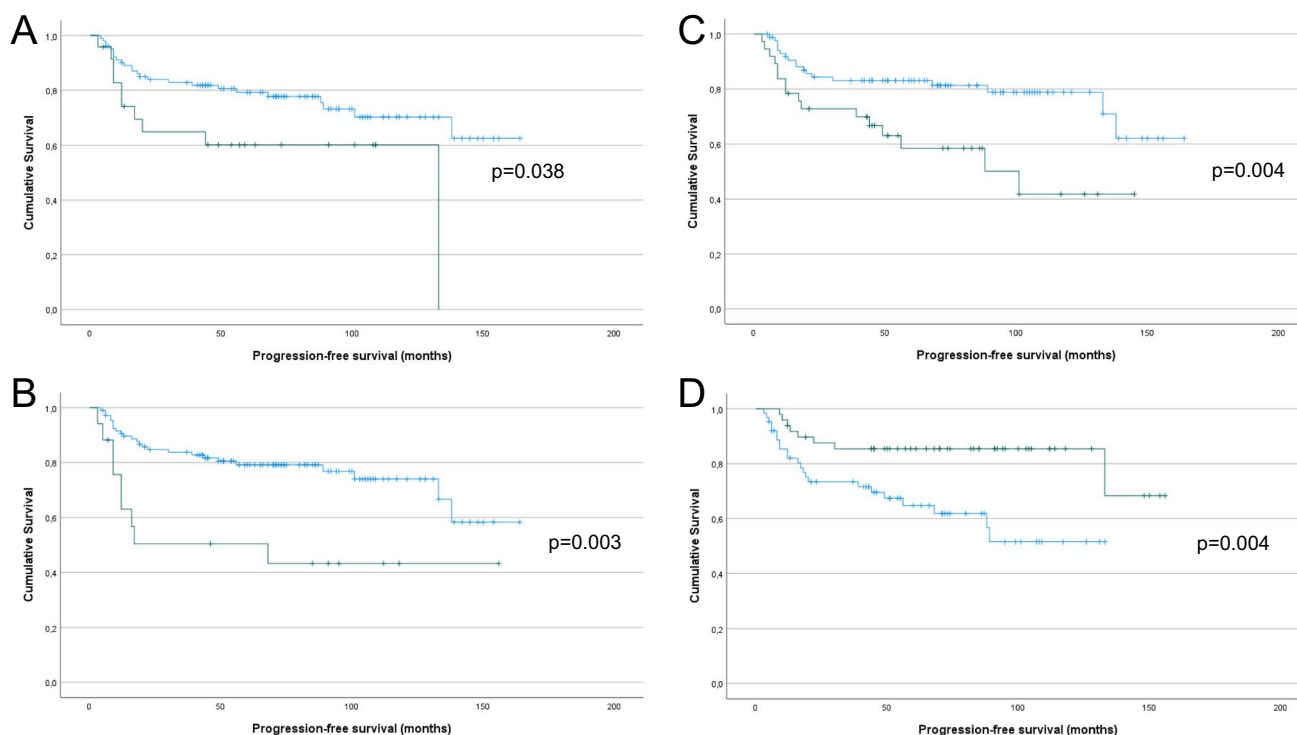 A
Cumulative Survival
1,0
0,8
0,6
0,4
0,2
0,0
p=0.038
0 50 100 150 200
Progression-free survival (months)
B
Cumulative Survival
1,0
0,8
0,6
0,4
0,2
0,0
p=0.003
0 50 100 150 200
Progression-free survival (months)
C
Cumulative Survival
1,0
0,8
0,6
0,4
0,2
0,0
p=0.004
0 50 100 150 200
Progression-free survival (months)
D
Cumulative Survival
1,0
0,8
0,6
0,4
0,2
0,0
p=0.004
0 50 100 150 200
Progression-free survival (months)